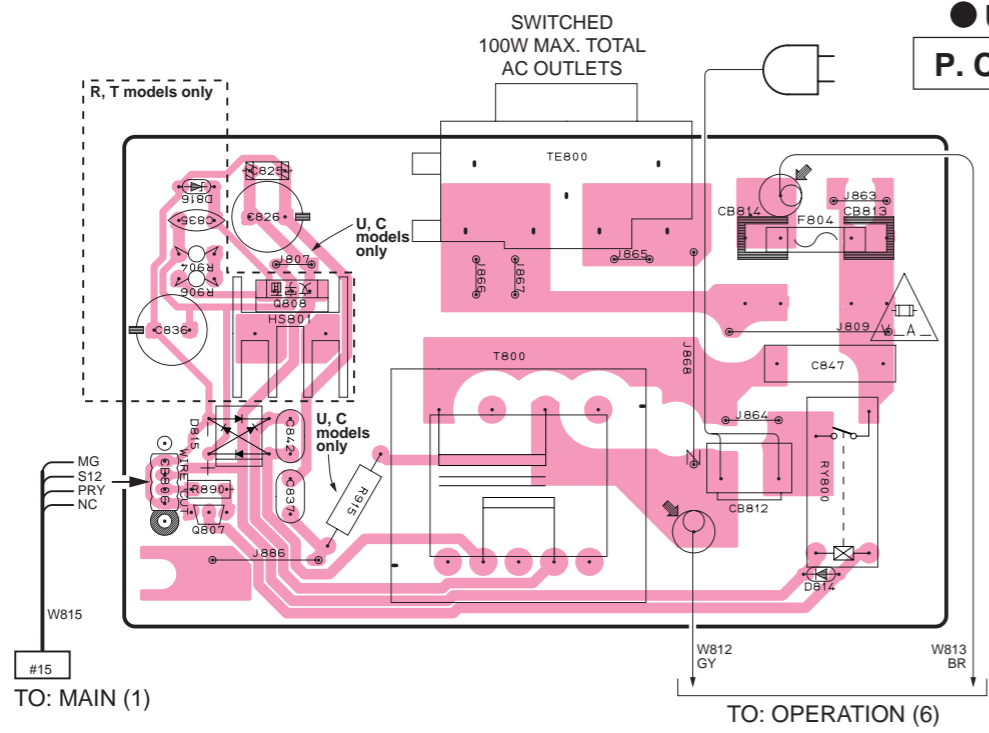 SWITCHED
100W MAX. TOTAL
AC OUTLETS
● U
P. C
R, T models only
TE800
C825
D816
C835
C826
U, C
models
only
J807
R904
R906
Q808
HS801
C836
J866
J867
J865
CB814
F804
J863
CB813
J809
V _ A _
C847
J868
T800
J864
RY800
CB812
N
D814
D815
C842
U, C
models
only
WIRE CUT
R890
C837
R915
Q807
J886
MG
S12
PRY
NC
W815
#15
TO: MAIN (1)
W812
GY
W813
BR
TO: OPERATION (6)